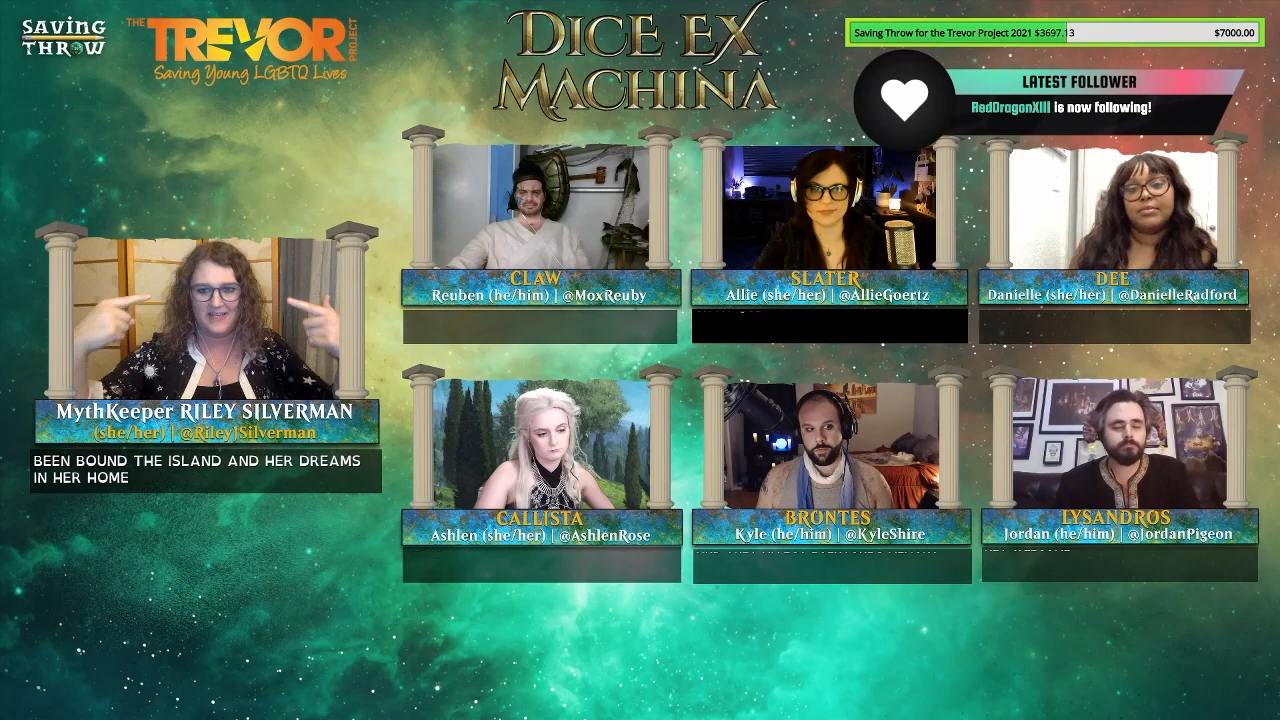 SAVING
THROW
THE
TREVOR
PROJECT
Saving Young LGBTQ Lives
DICE EX
MACHINA
Saving Throw for the Trevor Project 2021 $3697.13
$7000.00
LATEST FOLLOWER
RedDragonXIII is now following!
CLAW
Reuben (he/him) | @MoxReuby
SLATER
Allie (she/her) | @AllieGoertz
DEE
Danielle (she/her) | @DanielleRadford
MythKeeper RILEY SILVERMAN
(she/her) | @RileyJSilverman
BEEN BOUND THE ISLAND AND HER DREAMS
IN HER HOME
CALLISTA
Ashlen (she/her) | @AshlenRose
BRONTES
Kyle (he/him) | @KyleShire
LYSANDROS
Jordan (he/him) | @JordanPigeon